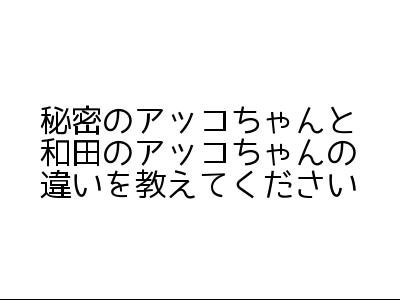 秘密のアッコちゃんと
和田のアッコちゃんの
違いを教えてください